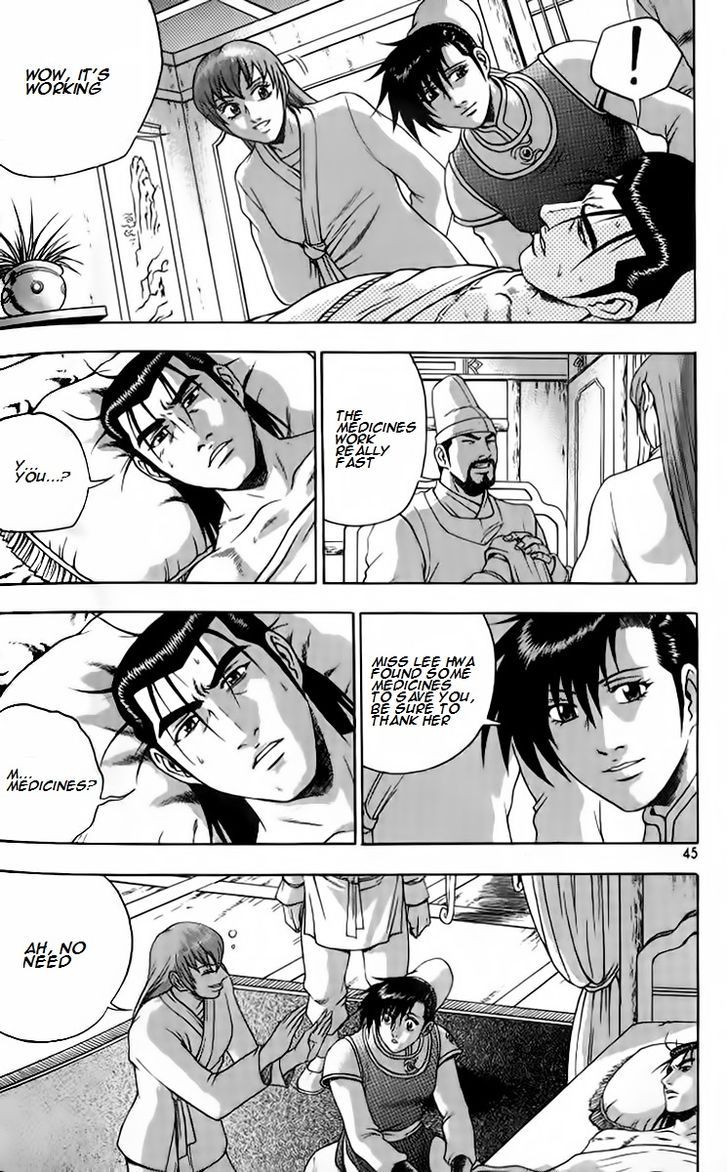 WOW, IT'S
WORKING
!
Y...
YOU...?
THE
MEDICINES
WORK
REALLY
FAST
M...
MEDICINES?
MISS LEE HWA
FOUND SOME
MEDICINES
TO SAVE YOU,
BE SURE TO
THANK HER
45
AH, NO
NEED